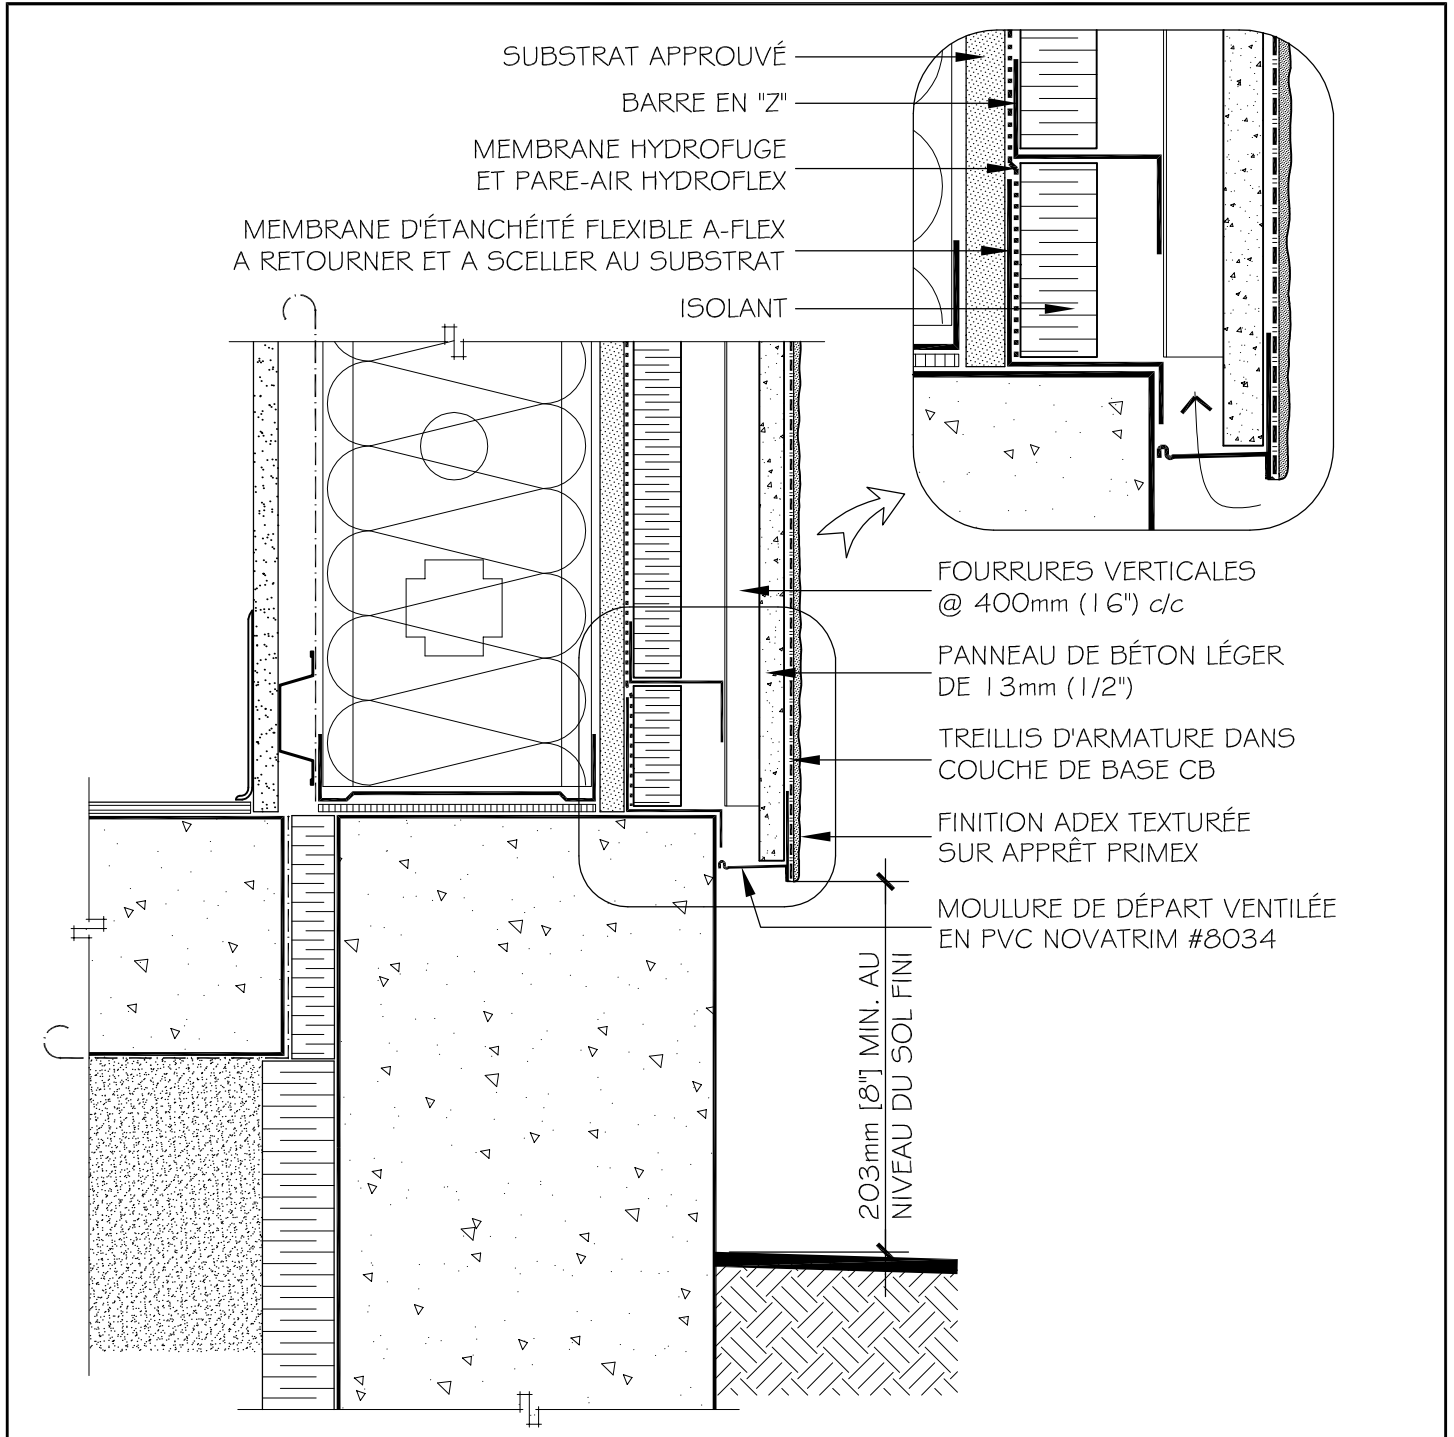 SUBSTRAT APPROUVÉ
BARRE EN "Z"
MEMBRANE HYDROFUGE
ET PARE-AIR HYDROFLEX
MEMBRANE D'ÉTANCHÉITÉ FLEXIBLE A-FLEX
A RETOURNER ET A SCELLER AU SUBSTRAT
ISOLANT
FOURRURES VERTICALES
@ 400mm (16") c/c
PANNEAU DE BÉTON LÉGER
DE 13mm (1/2")
TREILLIS D'ARMATURE DANS
COUCHE DE BASE CB
FINITION ADEX TEXTURÉE
SUR APPRÊT PRIMEX
MOULURE DE DÉPART VENTILÉE
EN PVC NOVATRIM #8034
203mm [8"] MIN. AU
NIVEAU DU SOL FINI